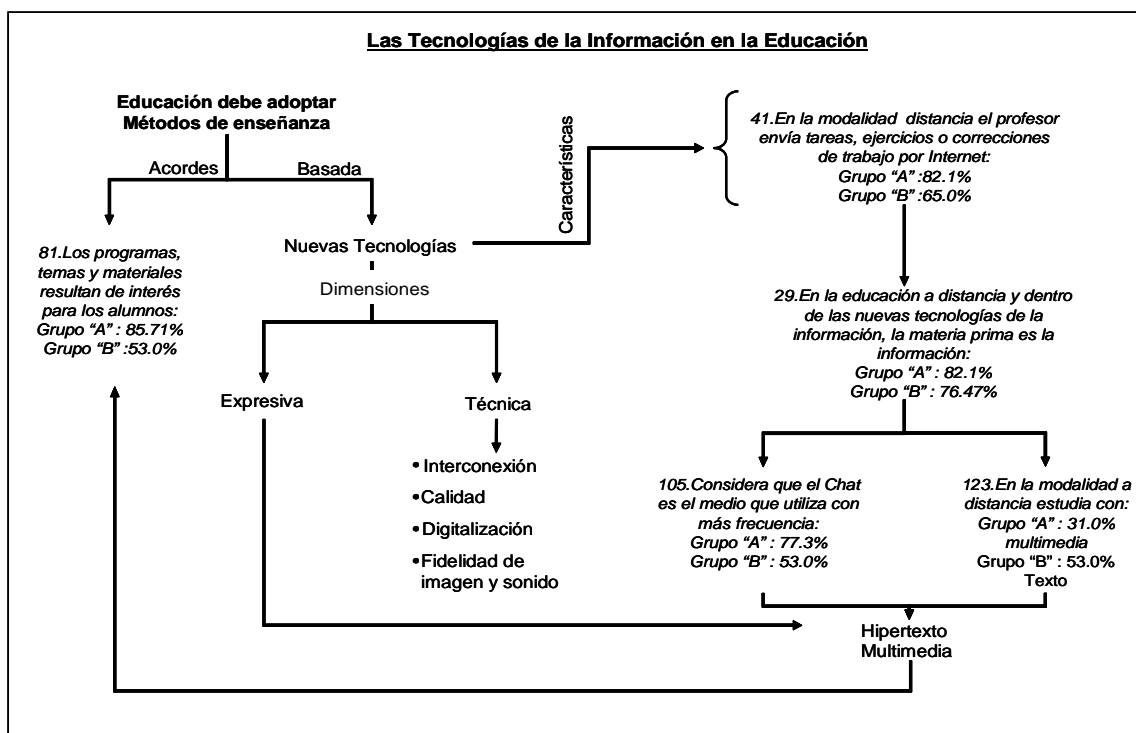 Las Tecnologías de la Información en la Educación
Educación debe adoptar
Métodos de enseñanza
Acordes
Basada
Características
41.En la modalidad distancia el profesor
envía tareas, ejercicios o correcciones
de trabajo por Internet:
Grupo “A” :82.1%
Grupo “B” :65.0%
81.Los programas,
temas y materiales
resultan de interés
para los alumnos:
Grupo “A” : 85.71%
Grupo “B” :53.0%
Nuevas Tecnologías
Dimensiones
29.En la educación a distancia y dentro
de las nuevas tecnologías de la
información, la materia prima es la
información:
Grupo “A” : 82.1%
Grupo “B” : 76.47%
Expresiva
Técnica
• Interconexión
• Calidad
• Digitalización
• Fidelidad de
imagen y sonido
105.Considera que el Chat
es el medio que utiliza con
más frecuencia:
Grupo “A” : 77.3%
Grupo “B” : 53.0%
123.En la modalidad a
distancia estudia con:
Grupo “A” : 31.0%
multimedia
Grupo “B” : 53.0%
Texto
Hipertexto
Multimedia